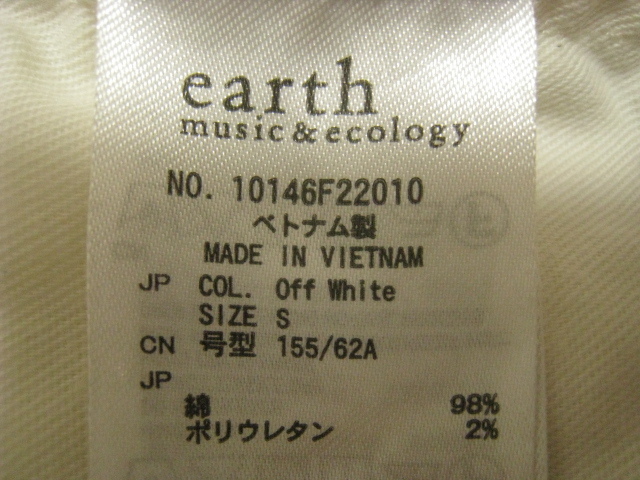 earth
music & ecology
NO. 10146F22010
ベトナム製
MADE IN VIETNAM
JP COL. Off White
SIZE S
CN 号型 155/62A
JP
綿 98%
ポリウレタン 2%